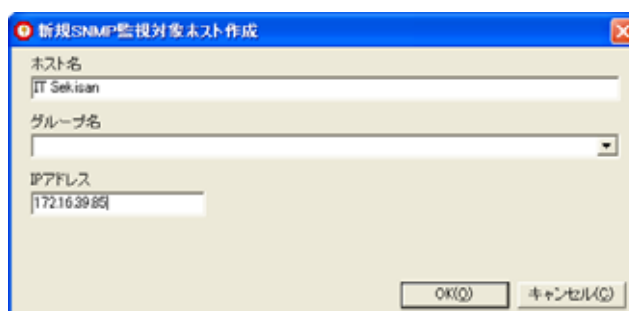 新規SNMP監視対象ホスト作成
ホスト名
IT Sekisan
グループ名
IPアドレス
172.16.39.85
OK(O)
キャンセル(C)